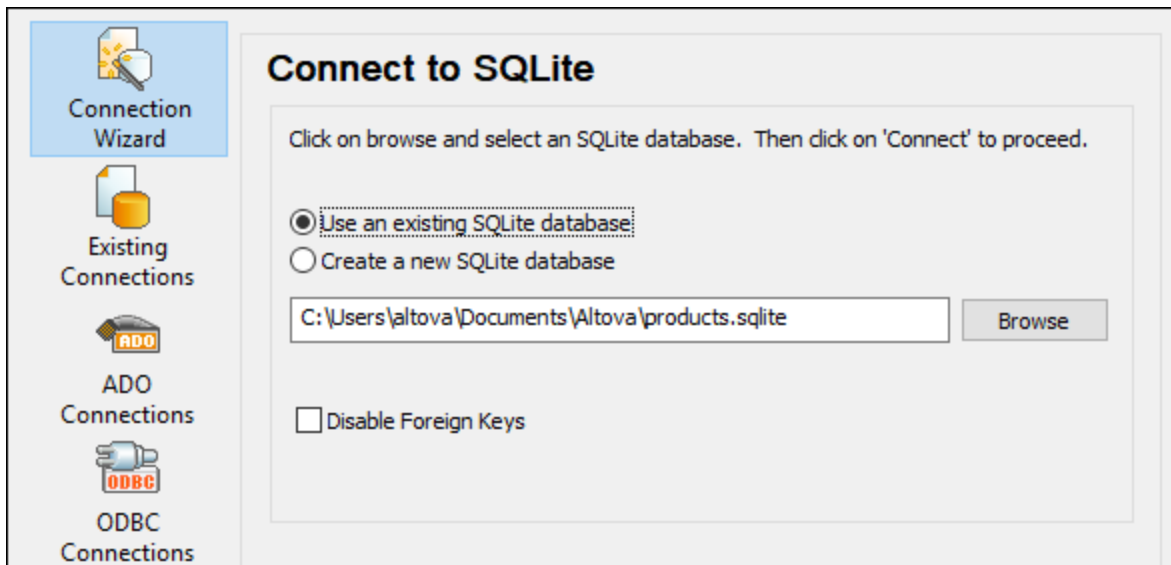 Connection
Wizard
Existing
Connections
ADO
ADO
Connections
ODBC
ODBC
Connections
Connect to SQLite
Click on browse and select an SQLite database. Then click on 'Connect' to proceed.
Use an existing SQLite database
Create a new SQLite database
C:\Users\altova\Documents\Altova\products.sqlite
Browse
Disable Foreign Keys